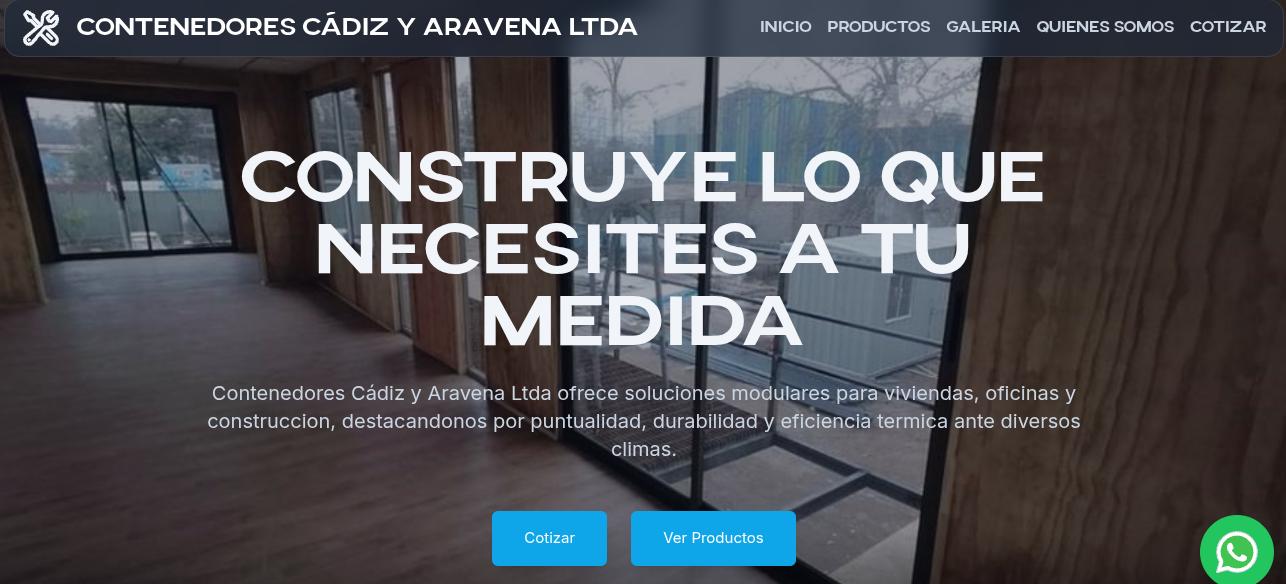 CONTENEDORES CÁDIZ Y ARAVENA LTDA
INICIO PRODUCTOS GALERIA QUIENES SOMOS COTIZAR
CONSTRUYE LO QUE
NECESITES A TU
MEDIDA
Contenedores Cádiz y Aravena Ltda ofrece soluciones modulares para viviendas, oficinas y
construccion, destacandonos por puntualidad, durabilidad y eficiencia termica ante diversos
climas.
Cotizar
Ver Productos